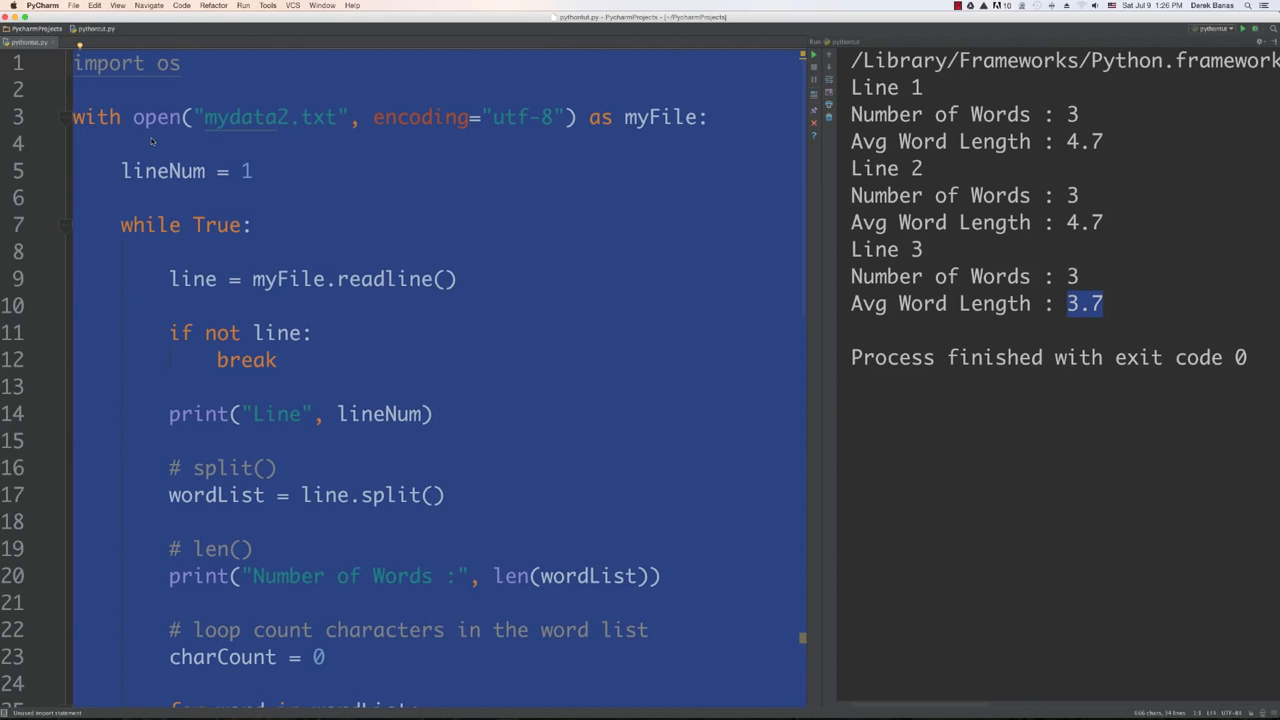 PyCharm File Edit View Navigate Code Refactor Run Tools VCS Window Help
10 Sat Jul 9 1:26 PM Derek Banas
pythontut.py - PycharmProjects - [~/PycharmProjects]
PycharmProjects pythontut.py pythontut
pythontut.py
Run pythontut
1 import os
2
3 with open("mydata2.txt", encoding="utf-8") as myFile:
4
5 lineNum = 1
6
7 while True:
8
9 line = myFile.readline()
10
11 if not line:
12 break
13
14 print("Line", lineNum)
15
16 # split()
17 wordList = line.split()
18
19 # len()
20 print("Number of Words :", len(wordList))
21
22 # loop count characters in the word list
23 charCount = 0
24
/Library/Frameworks/Python.framework
Line 1
Number of Words : 3
Avg Word Length : 4.7
Line 2
Number of Words : 3
Avg Word Length : 4.7
Line 3
Number of Words : 3
Avg Word Length : 3.7
Process finished with exit code 0
Unused import statement
1:1 LF UTF-8